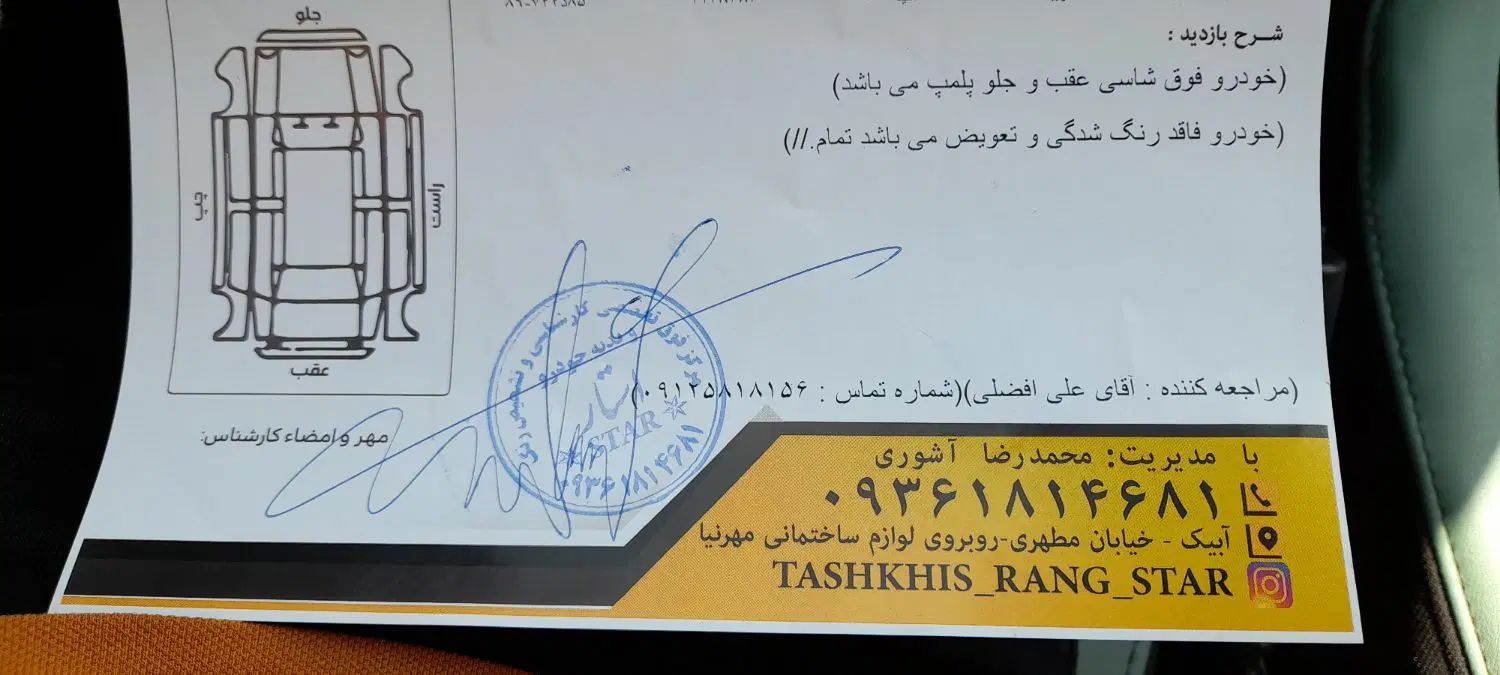 جلو
چپ
راست
عقب
مهر و امضاء کارشناس:
شــرح بازدید :
(خودرو فوق شاسی عقب و جلو پلمپ می باشد)
(خودرو فاقد رنگ شدگی و تعویض می باشد تمام.//)
(مراجعه کننده : آقای علی افضلی)(شماره تماس : ۰۹۱۲۵۸۱۸۱۵۶)
STAR
۰۹۳۶۱۸۱۴۶۸۱
با مدیریت: محمدرضا آشوری
۰۹۳۶۱۸۱۴۶۸۱
آبیک - خیابان مطهری-روبروی لوازم ساختمانی مهرنیا
TASHKHIS_RANG_STAR